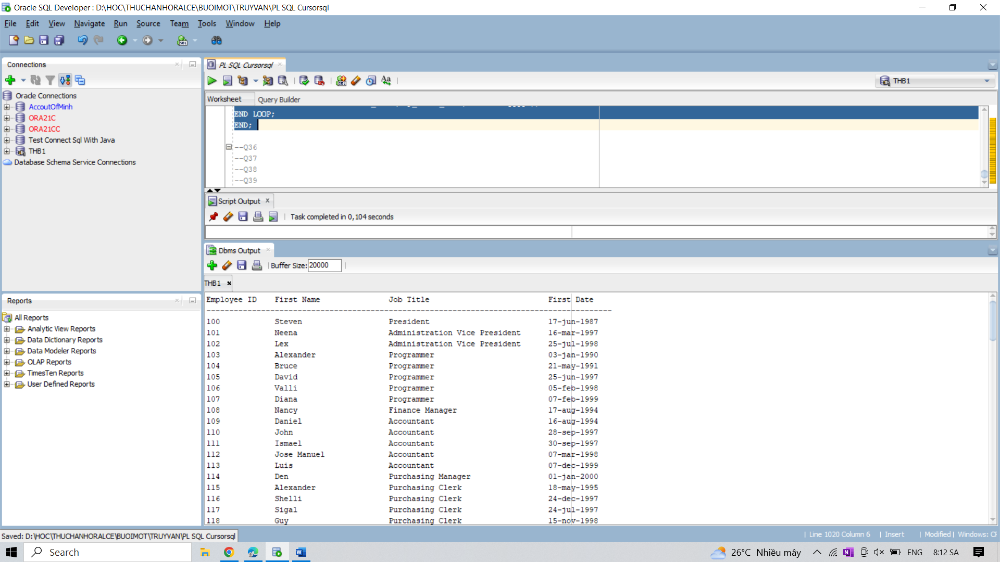 Oracle SQL Developer : D:\HOC\THUCHANHORALCE\BUOIMOT\TRUYVAN\PL SQL Cursorsql
File Edit View Navigate Run Source Team Tools Window Help
Connections
Oracle Connections
AccoutOfMinh
ORA21C
ORA21CC
Test Connect Sql With Java
THB1
Database Schema Service Connections
Reports
All Reports
Analytic View Reports
Data Dictionary Reports
Data Modeler Reports
OLAP Reports
TimesTen Reports
User Defined Reports
PL SQL Cursorsql
THB1
Worksheet Query Builder
END LOOP;
END;
--Q36
--Q37
--Q38
--Q39
Script Output
Task completed in 0,104 seconds
Dbms Output
Buffer Size: 20000
THB1
Employee ID First Name Job Title First Date
-----------------------------------------------------------------------------------------
100 Steven President 17-jun-1987
101 Neena Administration Vice President 16-mar-1997
102 Lex Administration Vice President 25-jul-1998
103 Alexander Programmer 03-jan-1990
104 Bruce Programmer 21-may-1991
105 David Programmer 25-jun-1997
106 Valli Programmer 05-feb-1998
107 Diana Programmer 07-feb-1999
108 Nancy Finance Manager 17-aug-1994
109 Daniel Accountant 16-aug-1994
110 John Accountant 28-sep-1997
111 Ismael Accountant 30-sep-1997
112 Jose Manuel Accountant 07-mar-1998
113 Luis Accountant 07-dec-1999
114 Den Purchasing Manager 01-jan-2000
115 Alexander Purchasing Clerk 18-may-1995
116 Shelli Purchasing Clerk 24-dec-1997
117 Sigal Purchasing Clerk 24-jul-1997
118 Guy Purchasing Clerk 15-nov-1998
Saved: D:\HOC\THUCHANHORALCE\BUOIMOT\TRUYVAN\PL SQL Cursorsql
Line 1020 Column 6 | Insert | Modified | Windows: CF
Search
26°C Nhiều mây ENG 8:12 SA